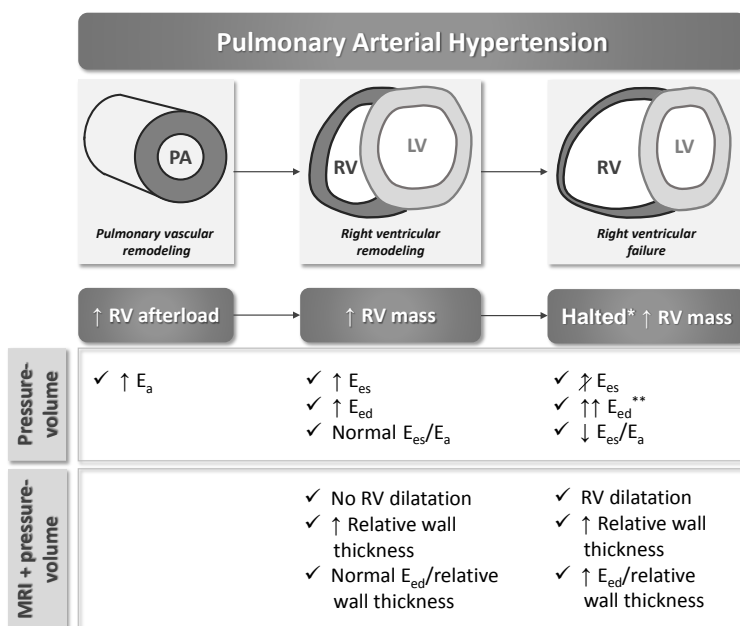 Pulmonary Arterial Hypertension
PA
RV
LV
RV
LV
Pulmonary vascular
remodeling
Right ventricular
remodeling
Right ventricular
failure
↑ RV afterload
↑ RV mass
Halted* ↑ RV mass
Pressure-
volume
✓ ↑ Ea
✓ ↑ Ees
✓ ↑ Eed
✓ Normal Ees/Ea
✓ ↑̸ Ees
✓ ↑↑ Eed**
✓ ↓ Ees/Ea
MRI + pressure-
volume
✓ No RV dilatation
✓ ↑ Relative wall
thickness
✓ Normal Eed/relative
wall thickness
✓ RV dilatation
✓ ↑ Relative wall
thickness
✓ ↑ Eed/relative
wall thickness